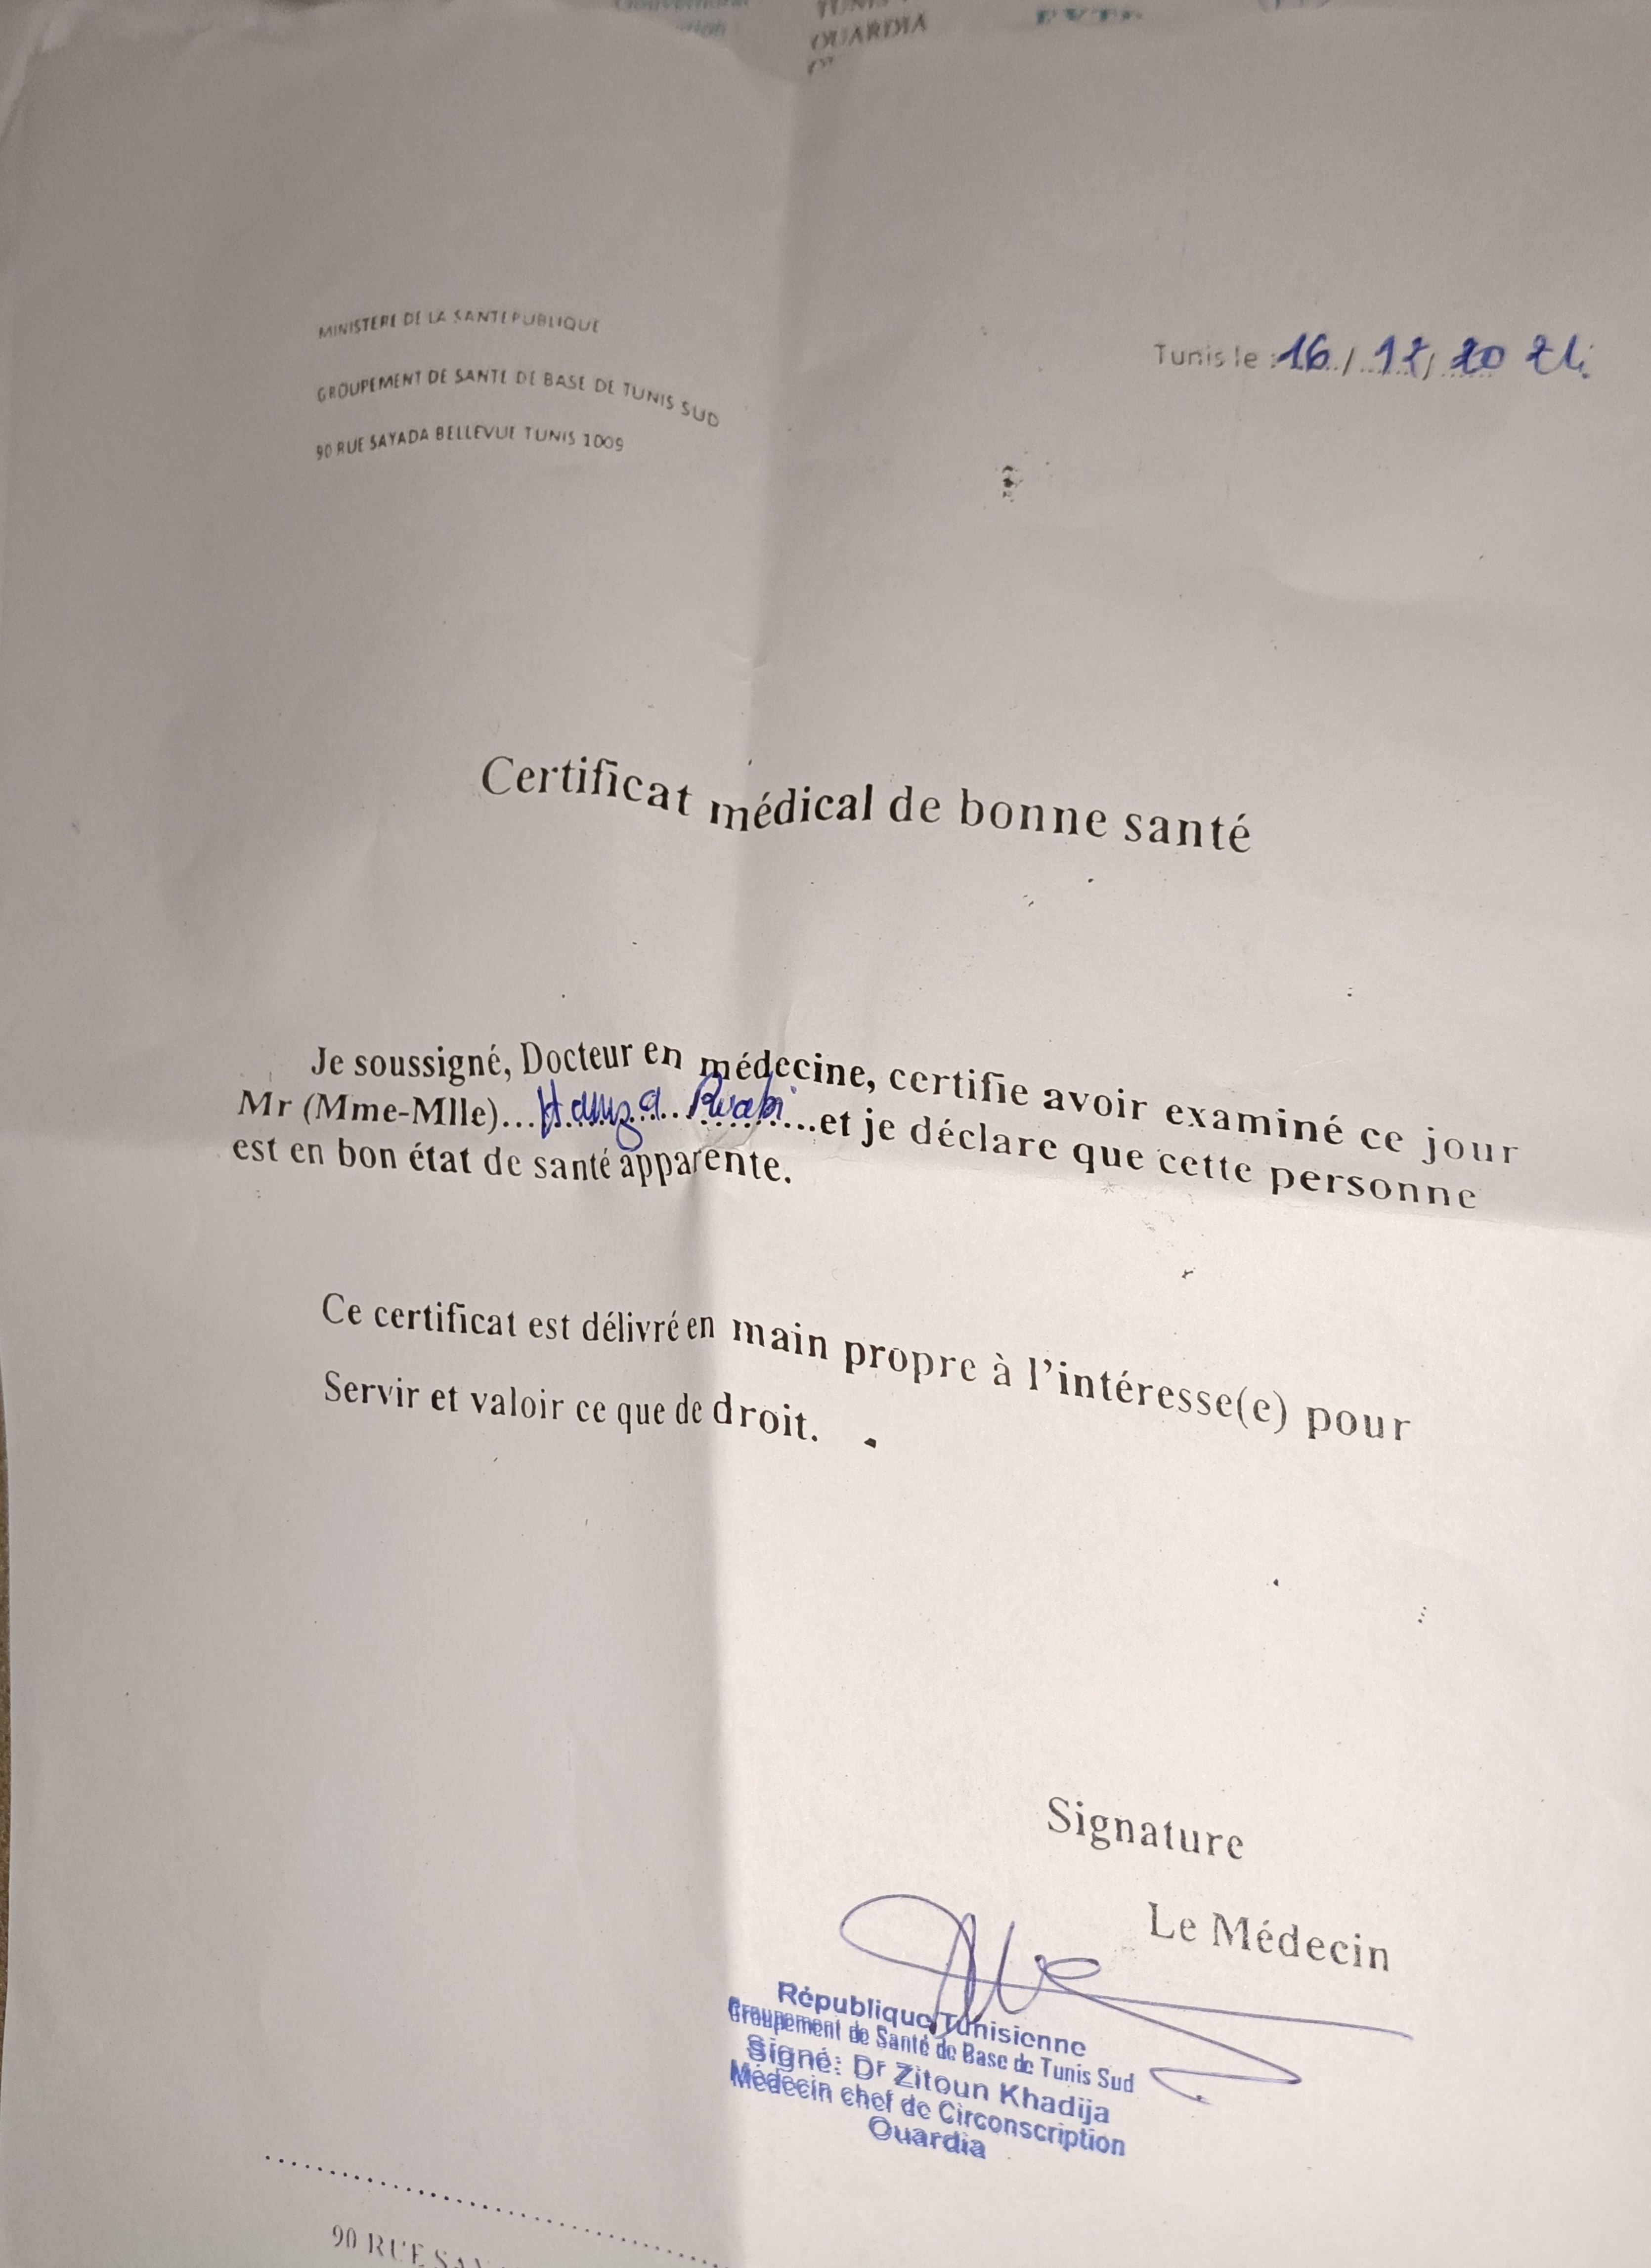 OUARDIA
MINISTERE DE LA SANTE PUBLIQUE
GROUPEMENT DE SANTE DE BASE DE TUNIS SUD
90 RUE SAYADA BELLEVUE TUNIS 1009
Tunis le : 16 / 12 / 20 24
Certificat médical de bonne santé
Je soussigné, Docteur en médecine, certifie avoir examiné ce jour
Mr (Mme-Mlle)...Hamza.........et je déclare que cette personne
est en bon état de santé apparente.
Ce certificat est délivré en main propre à l'intéresse(e) pour
Servir et valoir ce que de droit.
Signature
Le Médecin
République Tunisienne
Groupement de Santé de Base de Tunis Sud
Signé: Dr Zitoun Khadija
Médecin chef de Circonscription
Ouardia
90 RUE